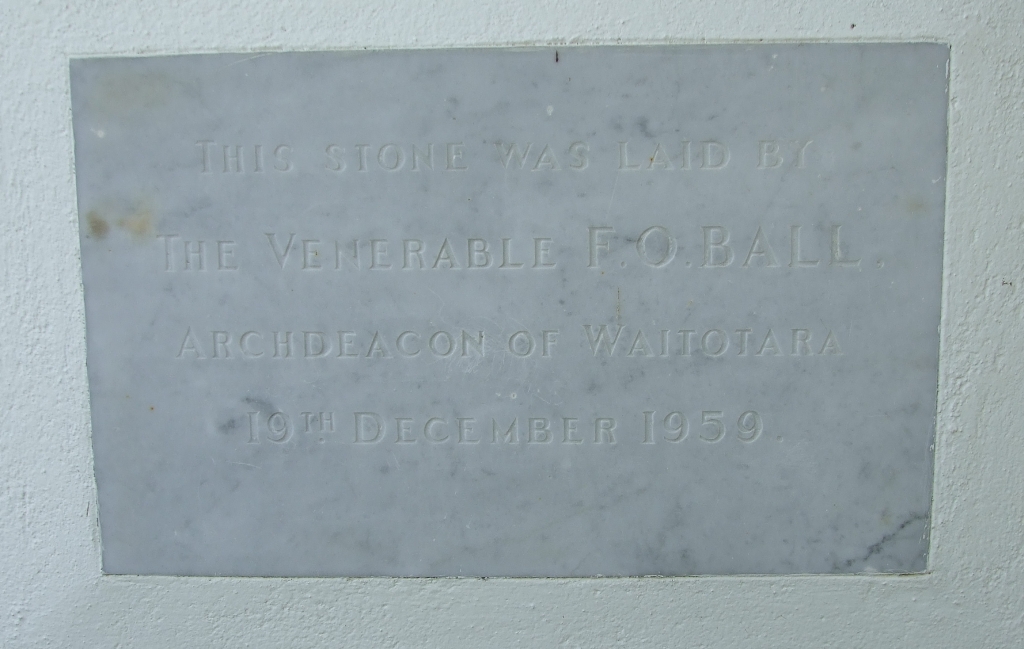 THIS STONE WAS LAID BY
THE VENERABLE F.O.BALL.
ARCHDEACON OF WAITOTARA
19TH DECEMBER 1959.